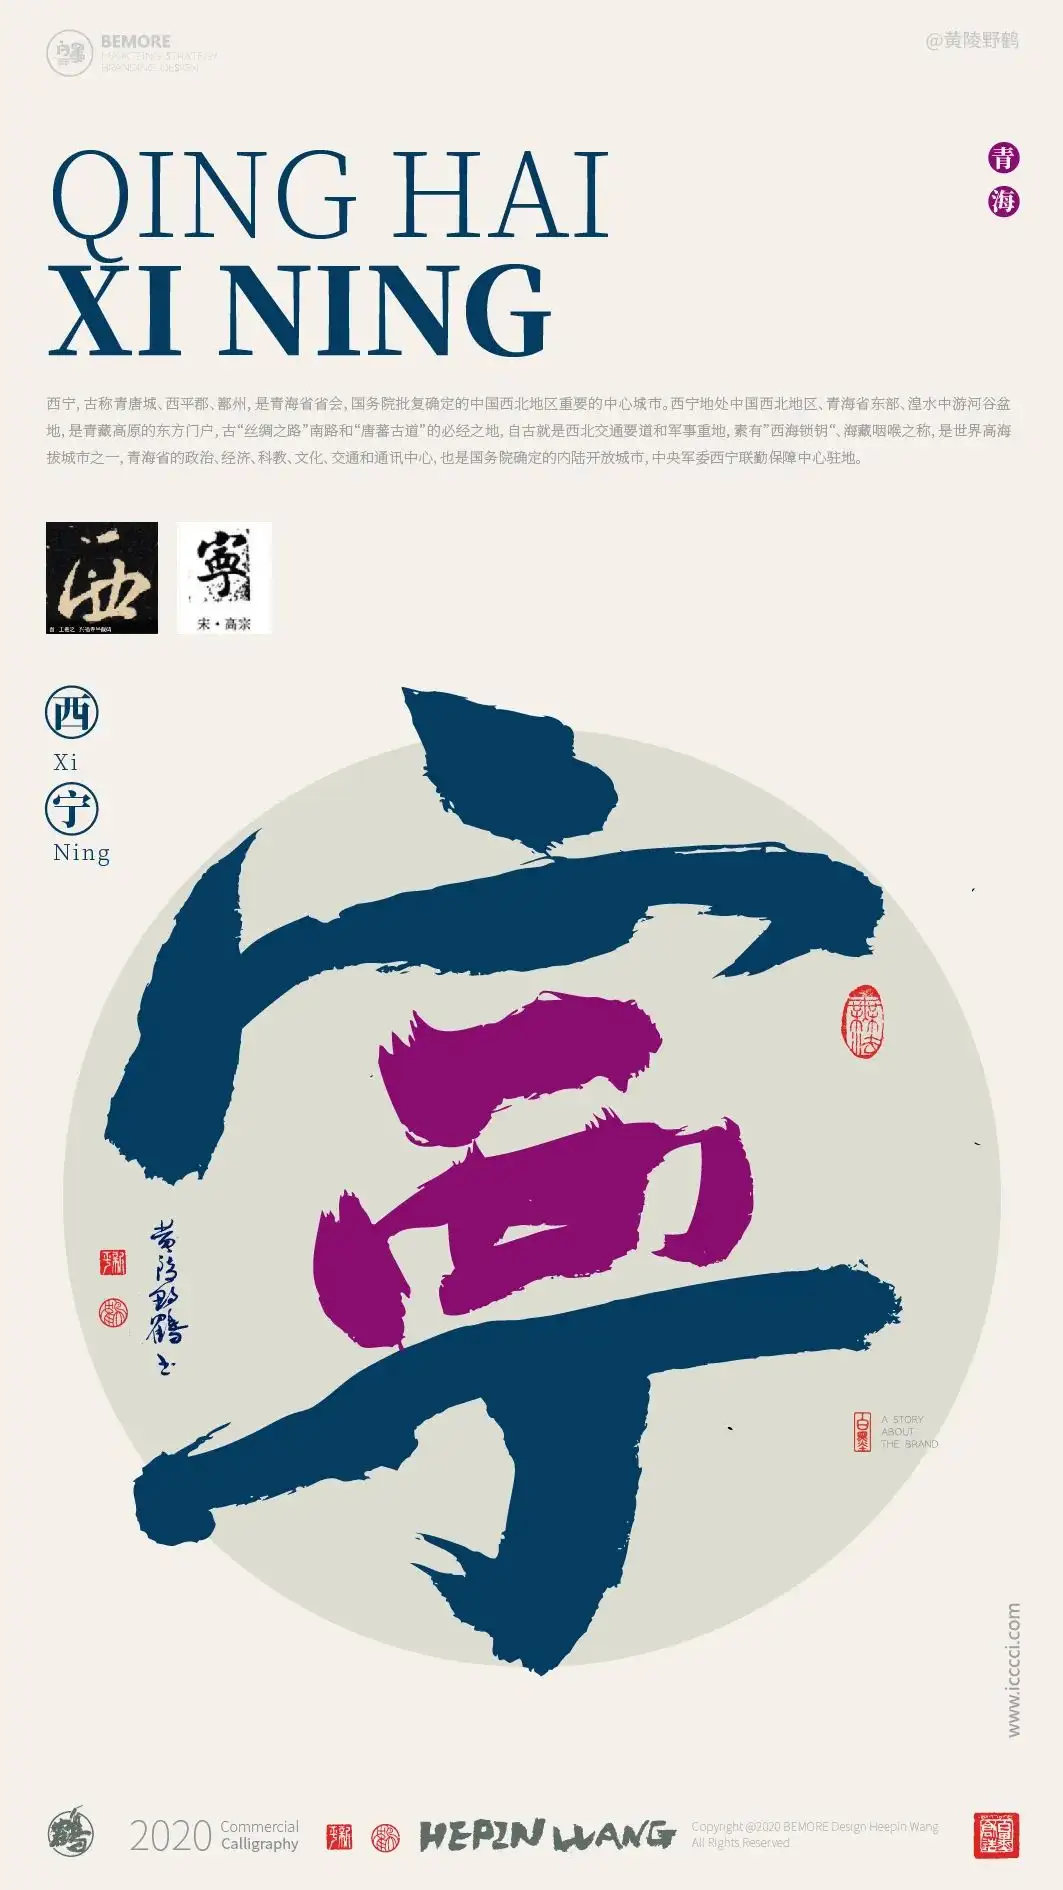 BEMORE
MARKETING STRATEGY
BRANDING DESIGN
@黄陵野鹤
QING HAI
XI NING
青
海
西宁, 古称青唐城、西平郡、鄯州, 是青海省省会, 国务院批复确定的中国西北地区重要的中心城市。西宁地处中国西北地区、青海省东部、湟水中游河谷盆
地, 是青藏高原的东方门户, 古“丝绸之路”南路和“唐蕃古道”的必经之地, 自古就是西北交通要道和军事重地, 素有”西海锁钥“、海藏咽喉之称, 是世界高海
拔城市之一, 青海省的政治、经济、科教、文化、交通和通讯中心, 也是国务院确定的内陆开放城市, 中央军委西宁联勤保障中心驻地。
西
寧
宋·高宗
西
Xi
宁
Ning
黄陵野鹤书
A STORY
ABOUT
THE BRAND
www.icccci.com
鹤
2020
Commercial
Calligraphy
HEPIN WANG
Copyright @2020 BEMORE Design Heepin Wang
All Rights Reserved